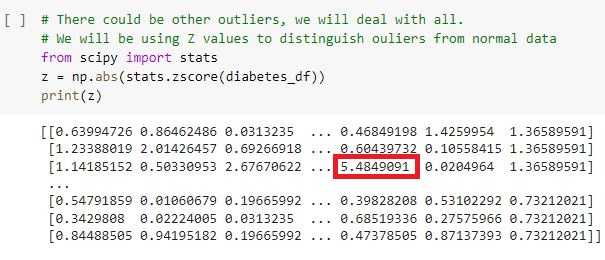 [ ] # There could be other outliers, we will deal with all.
# We will be using Z values to distinguish ouliers from normal data
from scipy import stats
z = np.abs(stats.zscore(diabetes_df))
print(z)
[[0.63994726 0.86462486 0.0313235 ... 0.46849198 1.4259954 1.36589591]
[1.23388019 2.01426457 0.69266918 ... 0.60439732 0.10558415 1.36589591]
[1.14185152 0.50330953 2.67670622 ... 5.4849091 0.0204964 1.36589591]
...
[0.54791859 0.01060679 0.19665992 ... 0.39828208 0.53102292 0.73212021]
[0.3429808 0.02224005 0.0313235 ... 0.68519336 0.27575966 0.73212021]
[0.84488505 0.94195182 0.19665992 ... 0.47378505 0.87137393 0.73212021]]